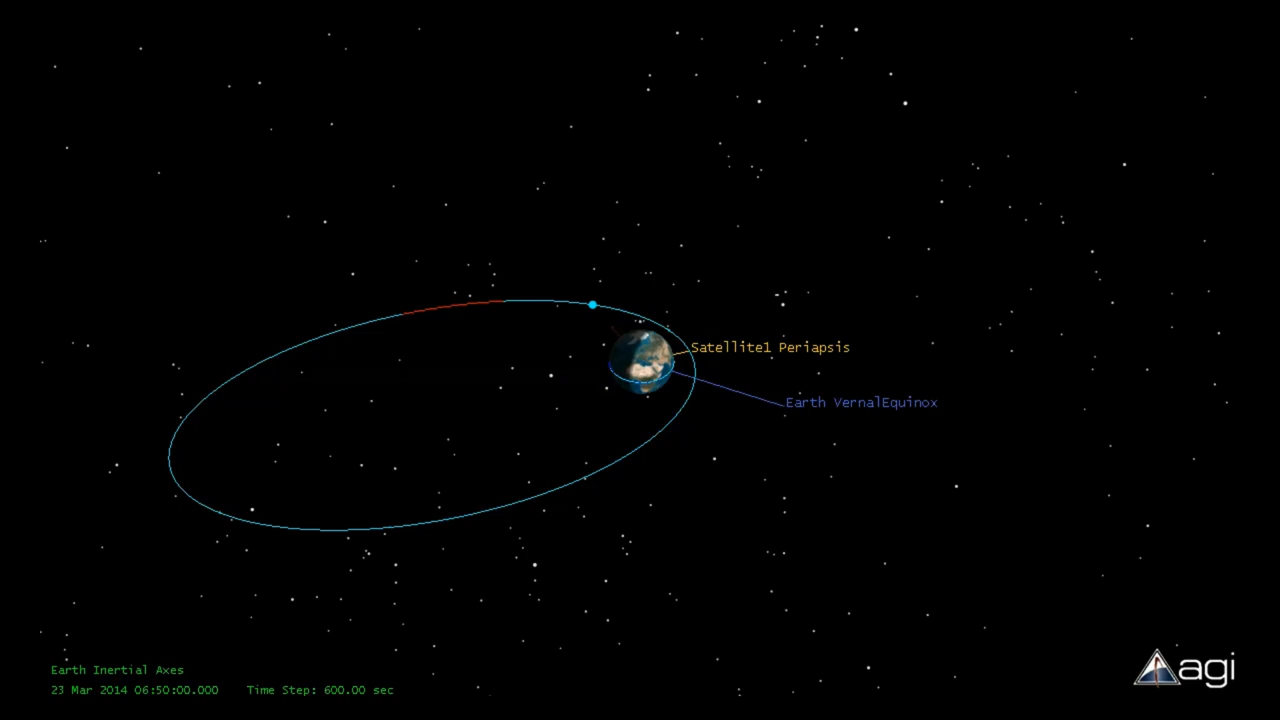 Satellite1 Periapsis
Earth VernalEquinox
Earth Inertial Axes
23 Mar 2014 06:50:00.000 Time Step: 600.00 sec
agi